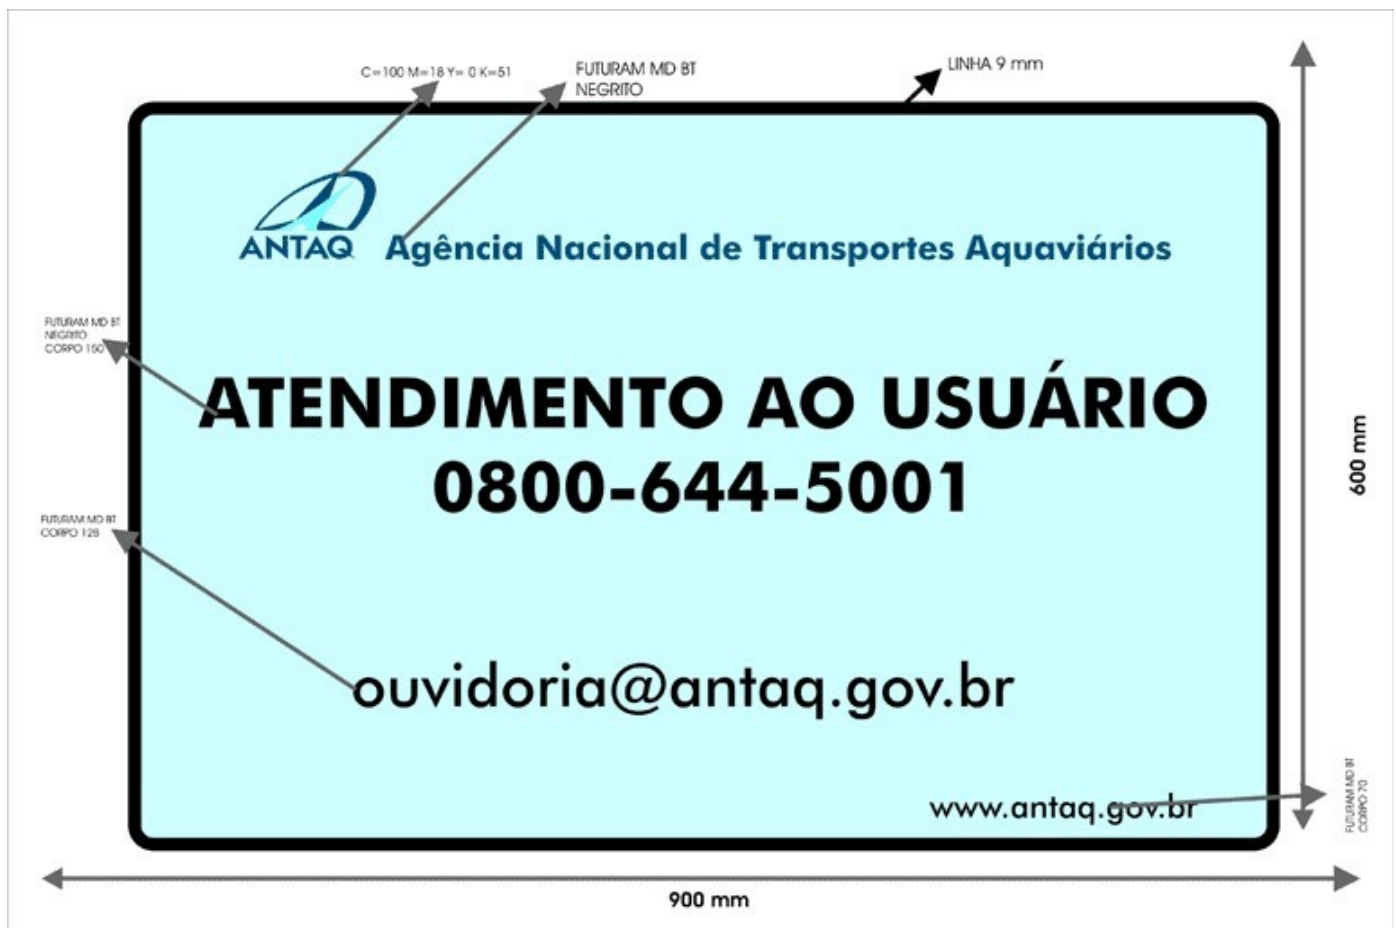 C=100 M=18 Y= 0 K=51
FUTURAM MD BT
NEGRITO
LINHA 9 mm
ANTAQ
Agência Nacional de Transportes Aquaviários
FUTURAM MD BT
NEGRITO
CORPO 150
ATENDIMENTO AO USUÁRIO
0800-644-5001
600 mm
FUTURAM MD BT
CORPO 128
ouvidoria@antaq.gov.br
www.antaq.gov.br
FUTURAM MD BT
CORPO 70
900 mm